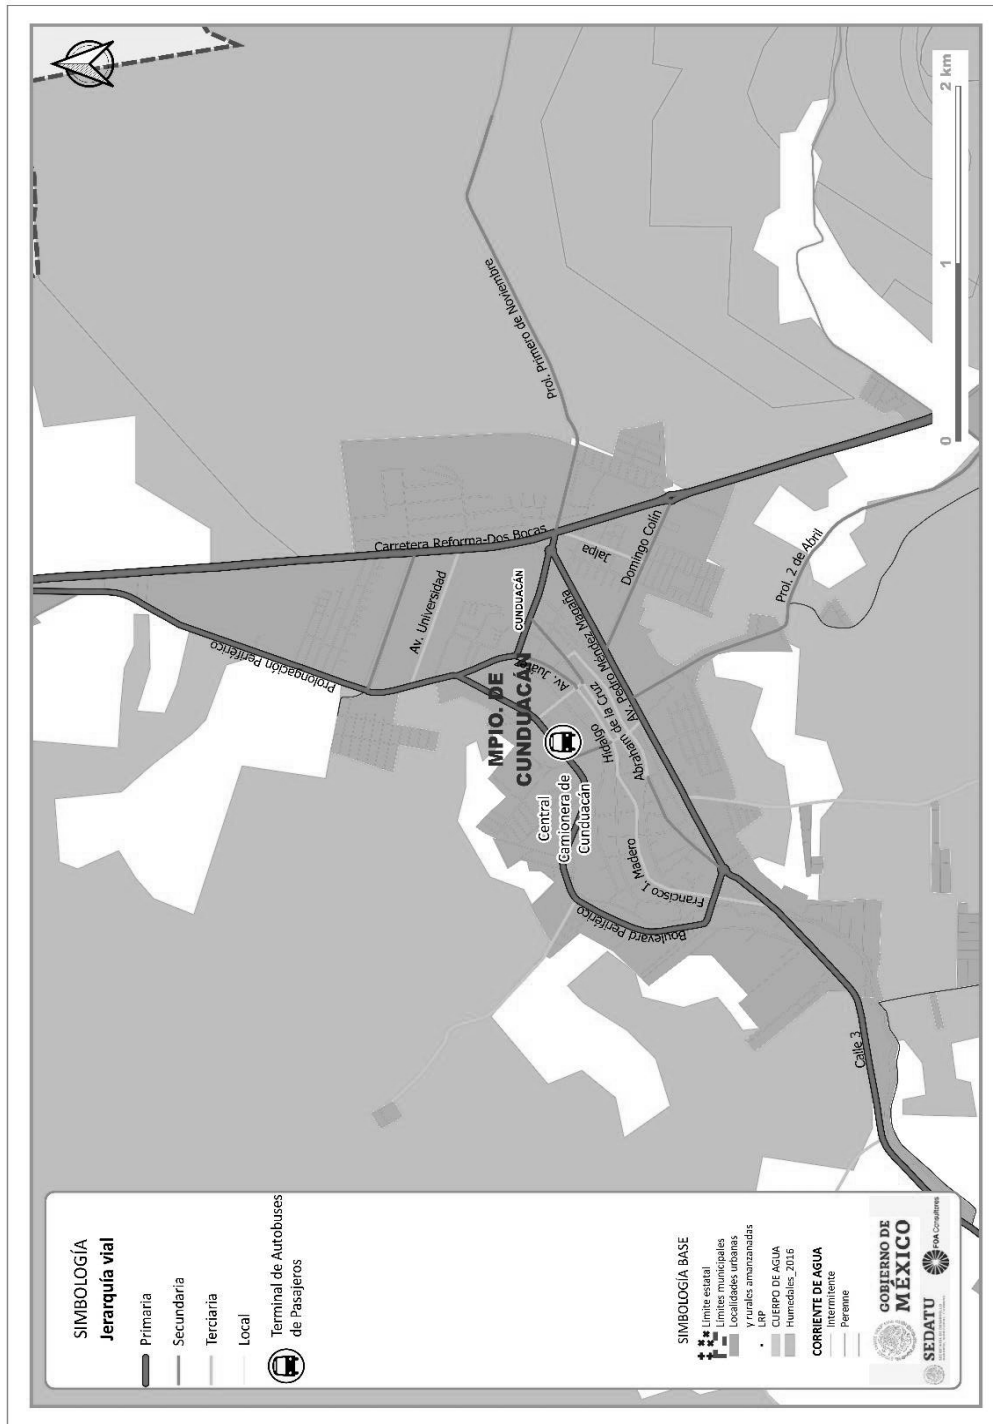 2 km
1
0
Prol. Primero de Noviembre
Carretera Reforma-Dos Bocas
Av. Universidad
CUNDUACÁN
Jalpa
Domingo Colín
Prol. 2 de Abril
Prolongación Periférico
Av. Juá
Av. Pedro Méndez Magaña
Abraham de la Cruz
Hidalgo
MPIO. DE
CUNDUACÁN
Central
Camionera de
Cunduacán
Francisco I. Madero
Boulevard Periférico
Calle 3
SIMBOLOGÍA
Jerarquía vial
Primaria
Secundaria
Terciaria
Local
Terminal de Autobuses
de Pasajeros
SIMBOLOGÍA BASE
Límite estatal
Límites municipales
Localidades urbanas
y rurales amanzanadas
LRP
CUERPO DE AGUA
Humedales_2016
CORRIENTE DE AGUA
Intermitente
Perenne
GOBIERNO DE
MÉXICO
SEDATU
FOA Consultores